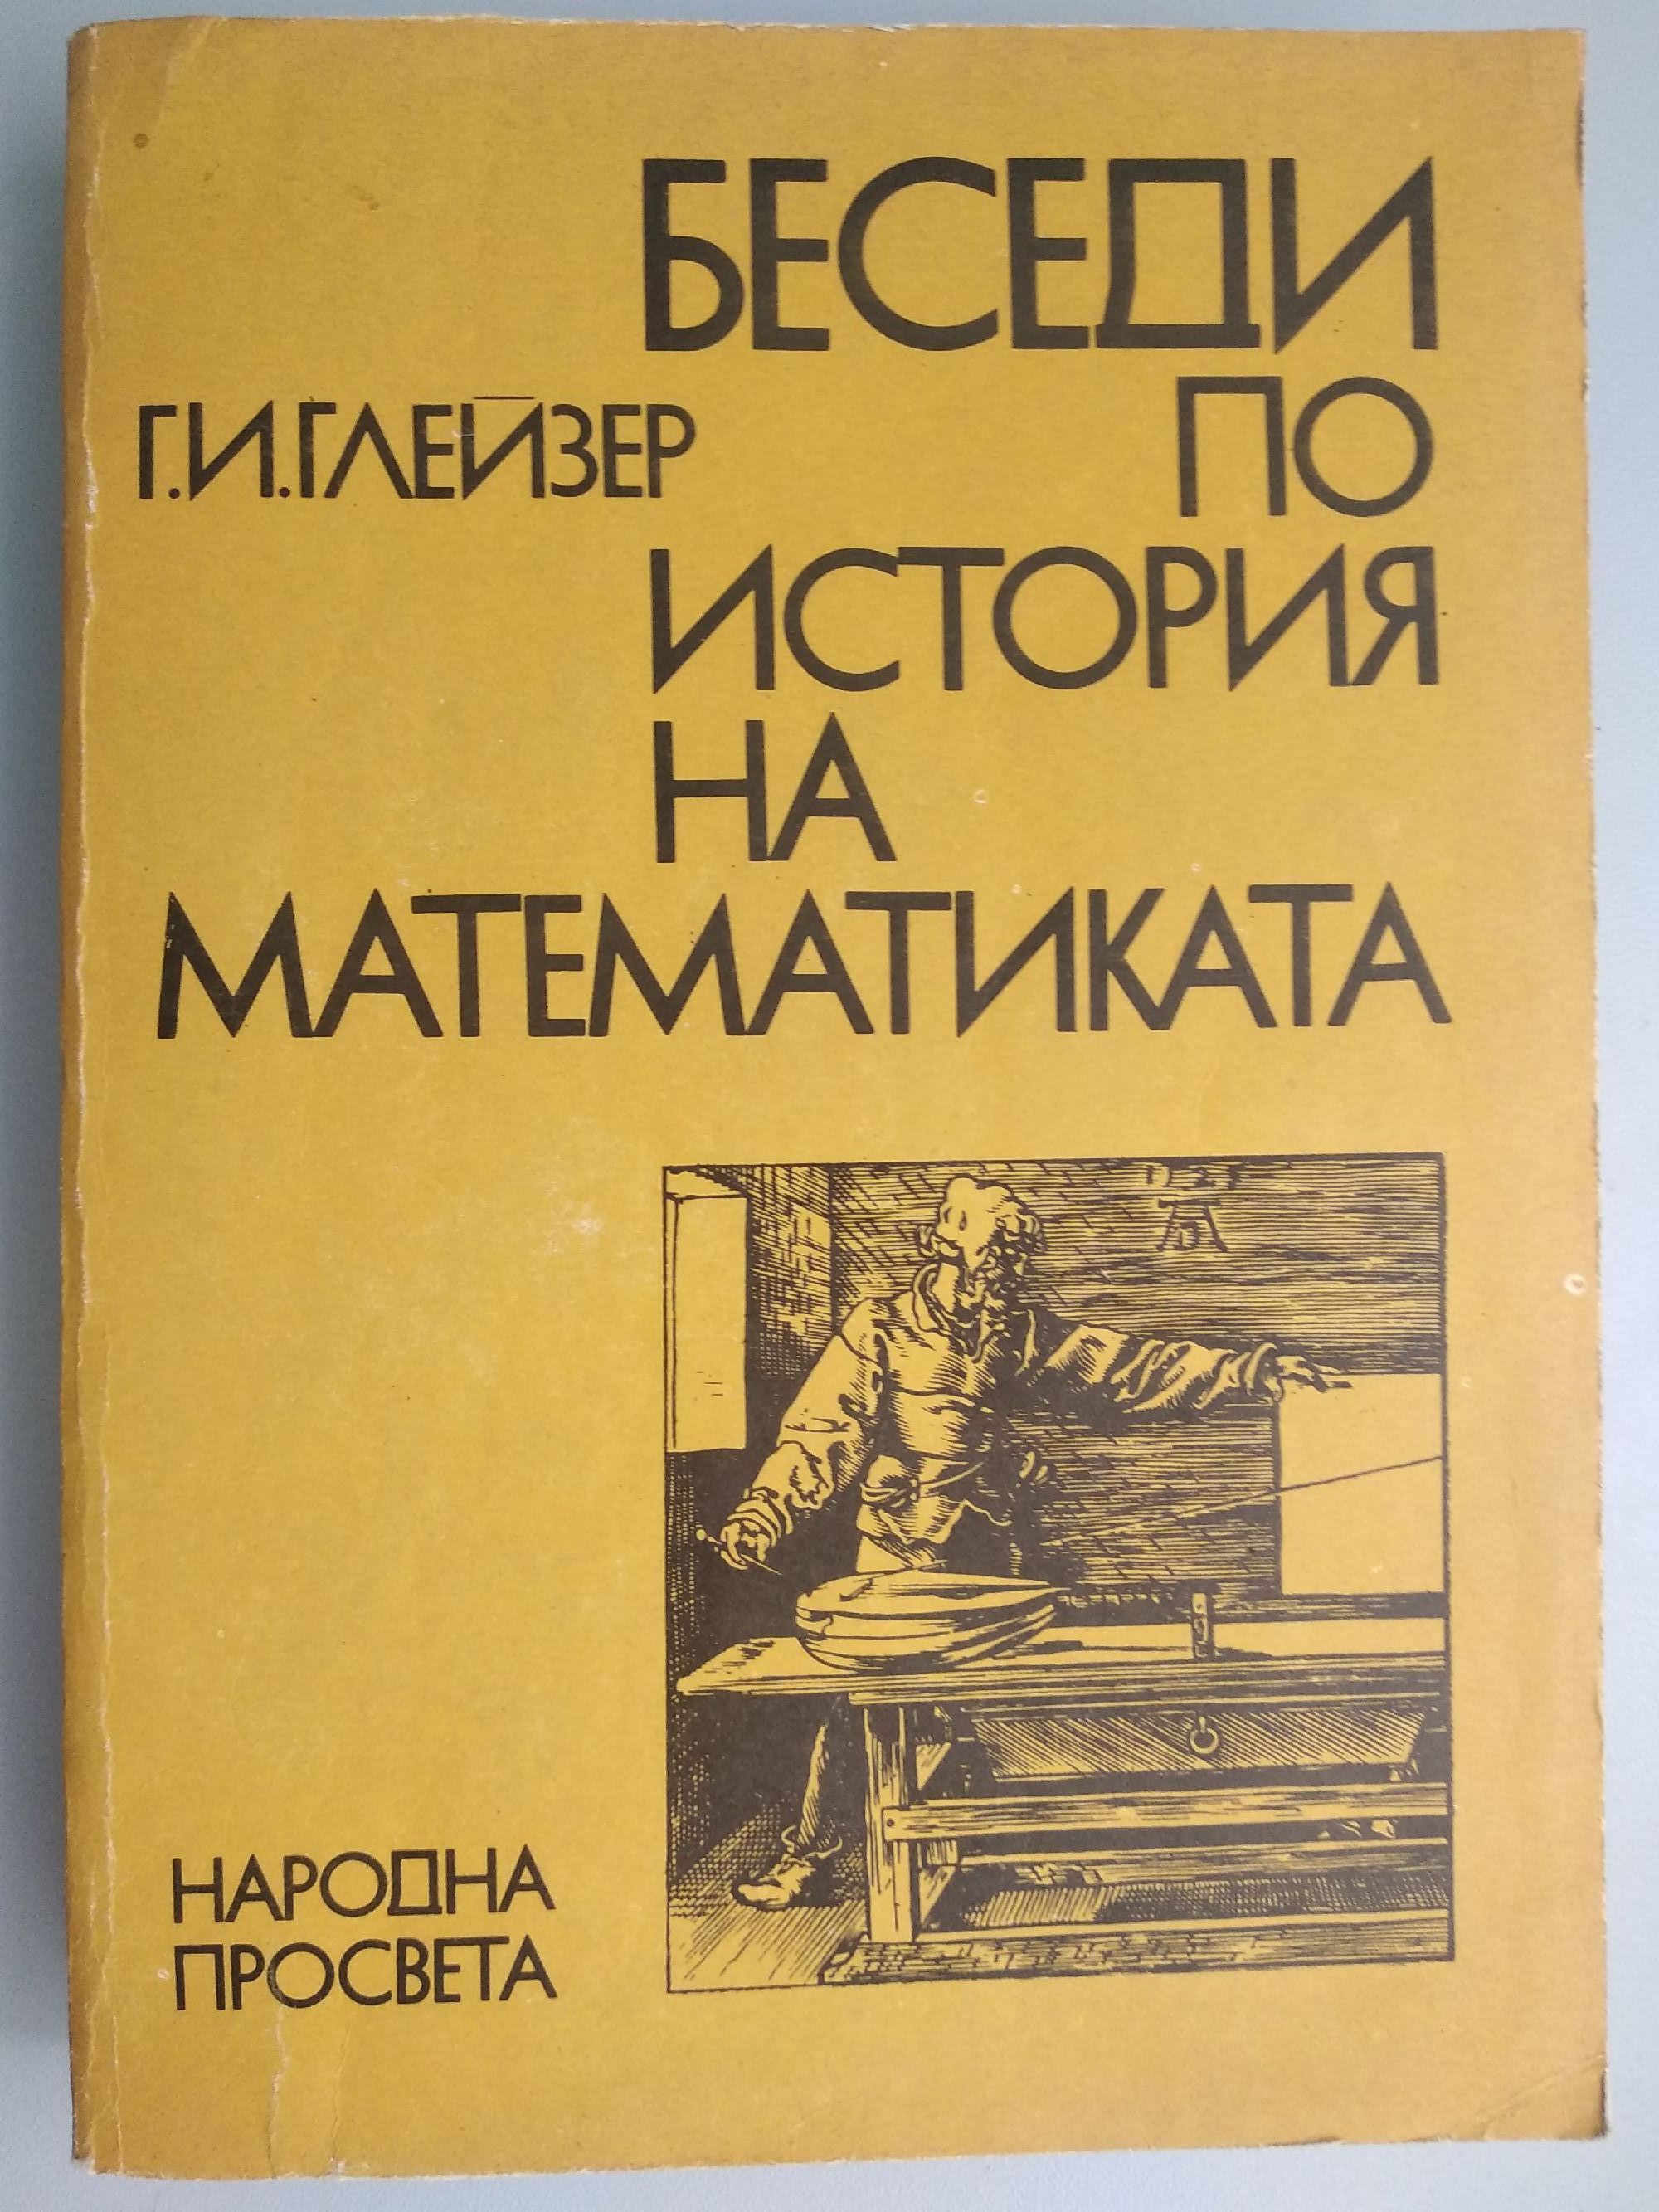 БЕСЕДИ
Г.И.ГЛЕЙЗЕР
ПО
ИСТОРИЯ
НА
МАТЕМАТИКАТА
НАРОДНА
ПРОСВЕТА